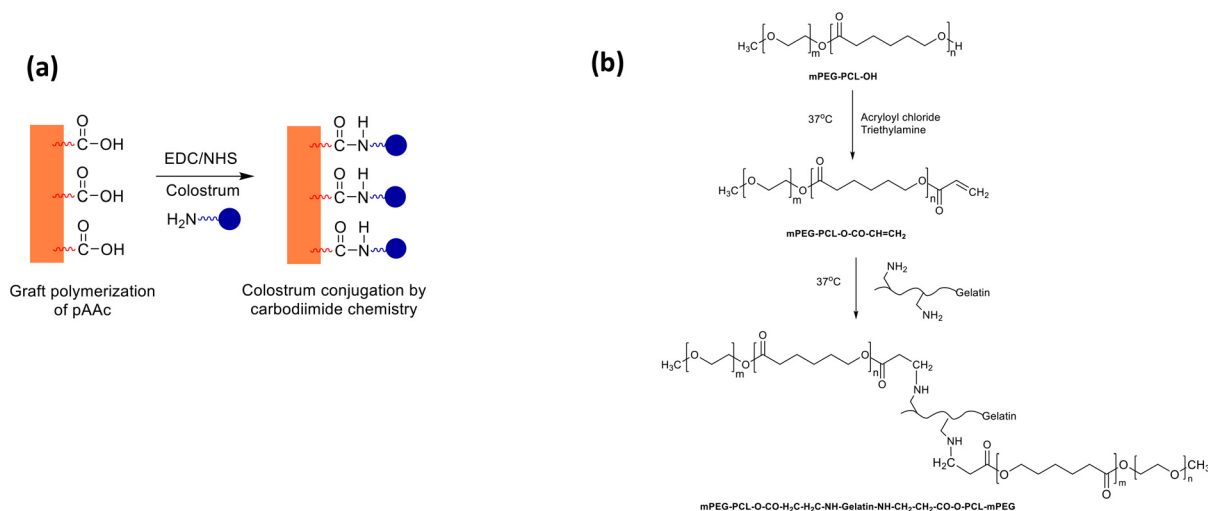 (a)
O
C
OH
O
C
OH
O
C
OH
EDC/NHS
Colostrum
H₂N
O H
C N
O H
C N
O H
C N
Graft polymerization
of pAAc
Colostrum conjugation by
carbodiimide chemistry
(b)
O
H₃C O m O n O H
mPEG-PCL-OH
37°C
Acryloyl chloride
Triethylamine
O
H₃C O m O n O CH₂
O
mPEG-PCL-O-CO-CH=CH₂
37°C
NH₂
Gelatin
NH₂
O
H₃C O m O n O CH₂
O
NH
Gelatin
NH
H₂C O O m O n O CH₃
O
mPEG-PCL-O-CO-H₂C-H₂C-NH-Gelatin-NH-CH₂-CH₂-CO-O-PCL-mPEG